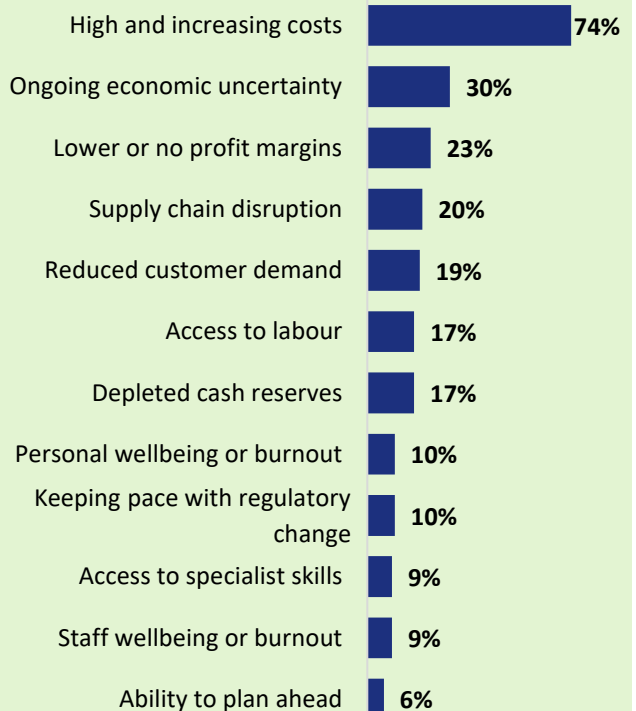 High and increasing costs 74%
Ongoing economic uncertainty 30%
Lower or no profit margins 23%
Supply chain disruption 20%
Reduced customer demand 19%
Access to labour 17%
Depleted cash reserves 17%
Personal wellbeing or burnout 10%
Keeping pace with regulatory
change 10%
Access to specialist skills 9%
Staff wellbeing or burnout 9%
Ability to plan ahead 6%